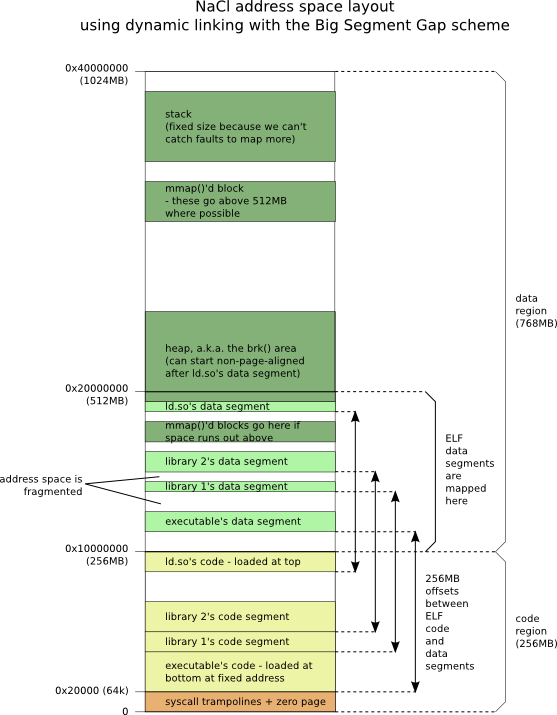 NaCl address space layout
using dynamic linking with the Big Segment Gap scheme
0x40000000
(1024MB)
stack
(fixed size because we can't
catch faults to map more)
mmap()'d block
- these go above 512MB
where possible
data
region
(768MB)
heap, a.k.a. the brk() area
(can start non-page-aligned
after ld.so's data segment)
0x20000000
(512MB)
ld.so's data segment
mmap()'d blocks go here if
space runs out above
ELF
data
segments
are
mapped
here
library 2's data segment
address space is
fragmented
library 1's data segment
executable's data segment
0x10000000
(256MB)
ld.so's code - loaded at top
256MB
offsets
between
ELF
code
and
data
segments
code
region
(256MB)
library 2's code segment
library 1's code segment
executable's code - loaded at
bottom at fixed address
0x20000 (64k)
syscall trampolines + zero page
0